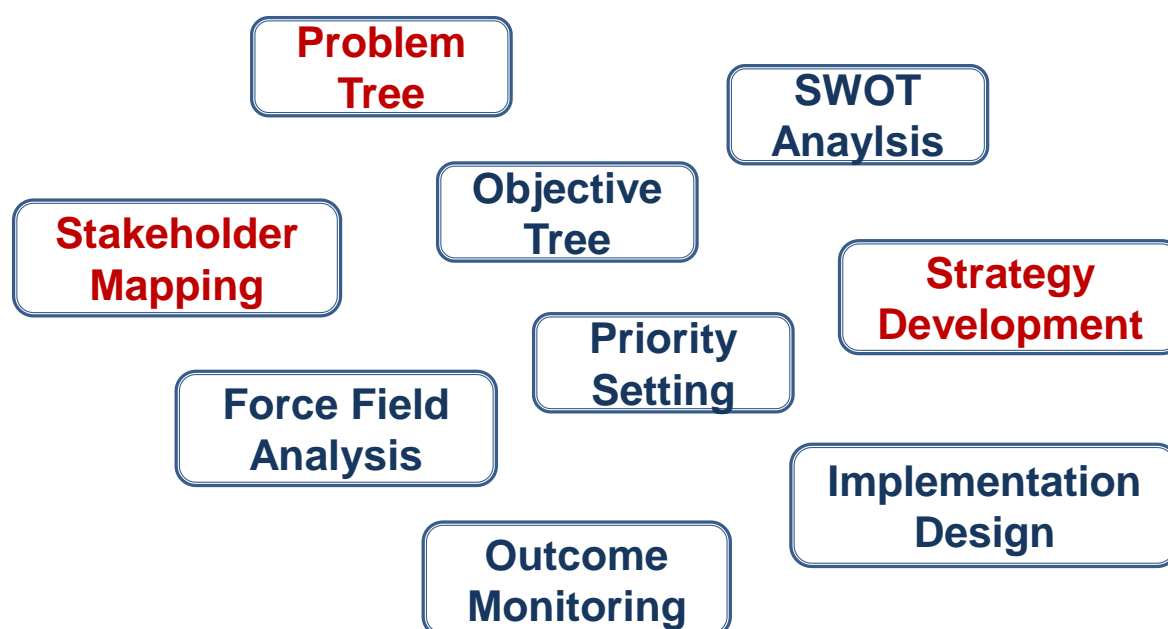 Problem
Tree
SWOT
Anaylsis
Objective
Tree
Stakeholder
Mapping
Strategy
Development
Priority
Setting
Force Field
Analysis
Implementation
Design
Outcome
Monitoring